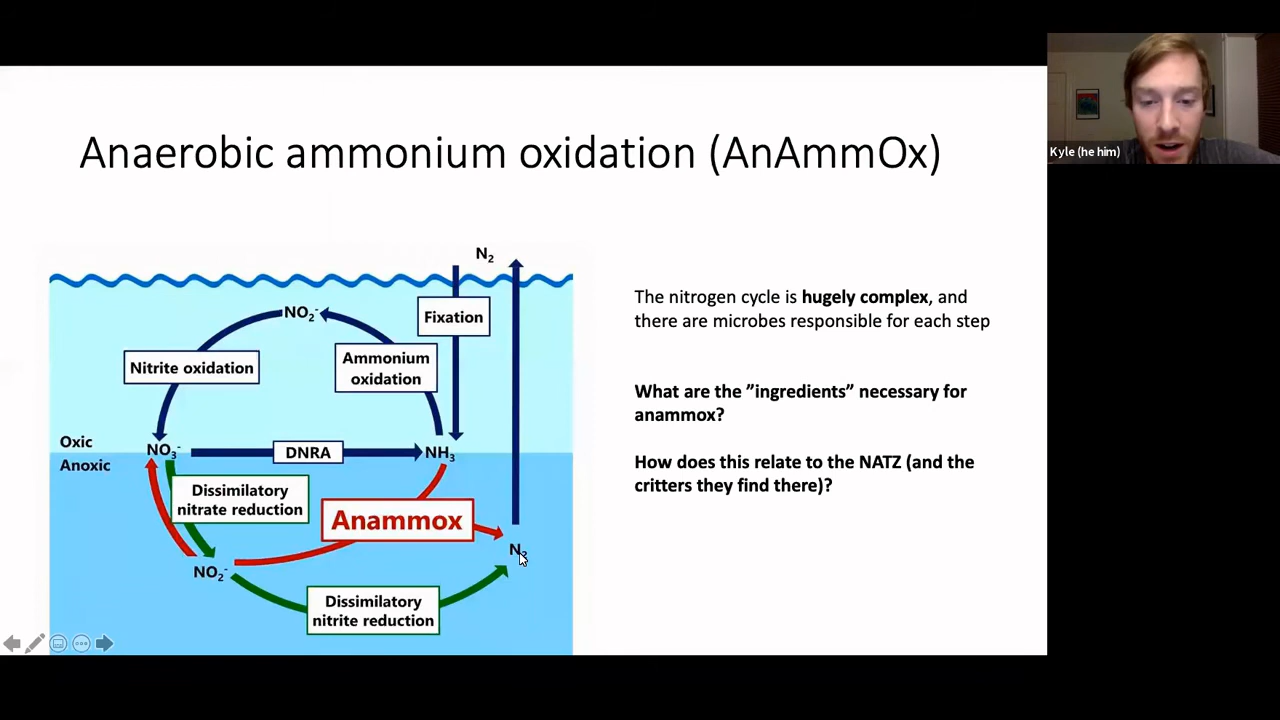 Anaerobic ammonium oxidation (AnAmmOx)
Kyle (he him)
N2
NO2-
Fixation
Nitrite oxidation
Ammonium
oxidation
Oxic
Anoxic
NO3-
DNRA
NH3
Dissimilatory
nitrate reduction
Anammox
N2
NO2-
Dissimilatory
nitrite reduction
The nitrogen cycle is hugely complex, and
there are microbes responsible for each step
What are the ”ingredients” necessary for
anammox?
How does this relate to the NATZ (and the
critters they find there)?